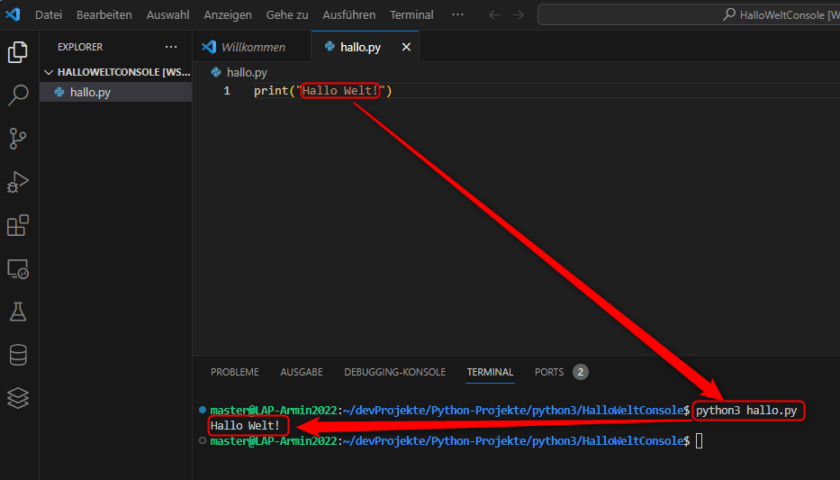 Datei Bearbeiten Auswahl Anzeigen Gehe zu Ausführen Terminal ··· HalloWeltConsole [W
EXPLORER ···
HALLOWELTCONSOLE [WS...
hallo.py
Willkommen hallo.py
hallo.py
1 print("Hallo Welt!")
PROBLEME AUSGABE DEBUGGING-KONSOLE TERMINAL PORTS 2
master@LAP-Armin2022:~/devProjekte/Python-Projekte/python3/HalloWeltConsole$ python3 hallo.py
Hallo Welt!
master@LAP-Armin2022:~/devProjekte/Python-Projekte/python3/HalloWeltConsole$